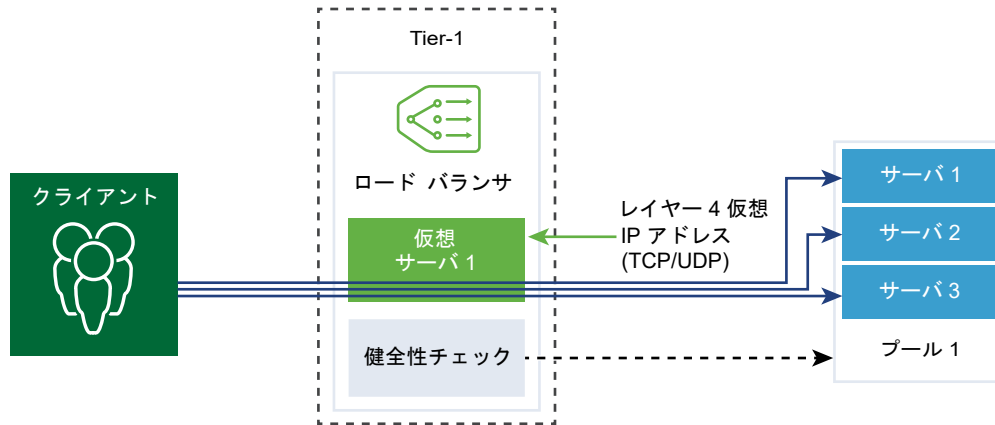 Tier-1
ロード バランサ
クライアント
仮想
サーバ 1
レイヤー 4 仮想
IP アドレス
(TCP/UDP)
健全性チェック
サーバ 1
サーバ 2
サーバ 3
プール 1